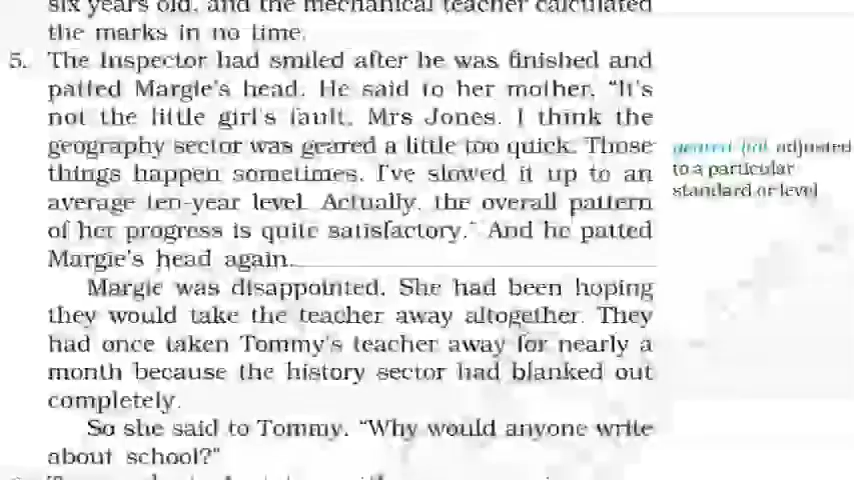 six years old, and the mechanical teacher calculated
the marks in no time.
5. The Inspector had smiled after he was finished and
patted Margie's head. He said to her mother, “It's
not the little girl's fault, Mrs Jones. I think the
geography sector was geared a little too quick. Those
things happen sometimes. I've slowed it up to an
average ten-year level. Actually, the overall pattern
of her progress is quite satisfactory.” And he patted
Margie's head again.
Margie was disappointed. She had been hoping
they would take the teacher away altogether. They
had once taken Tommy's teacher away for nearly a
month because the history sector had blanked out
completely.
So she said to Tommy, “Why would anyone write
about school?”
geared adjusted
to a particular
standard or level